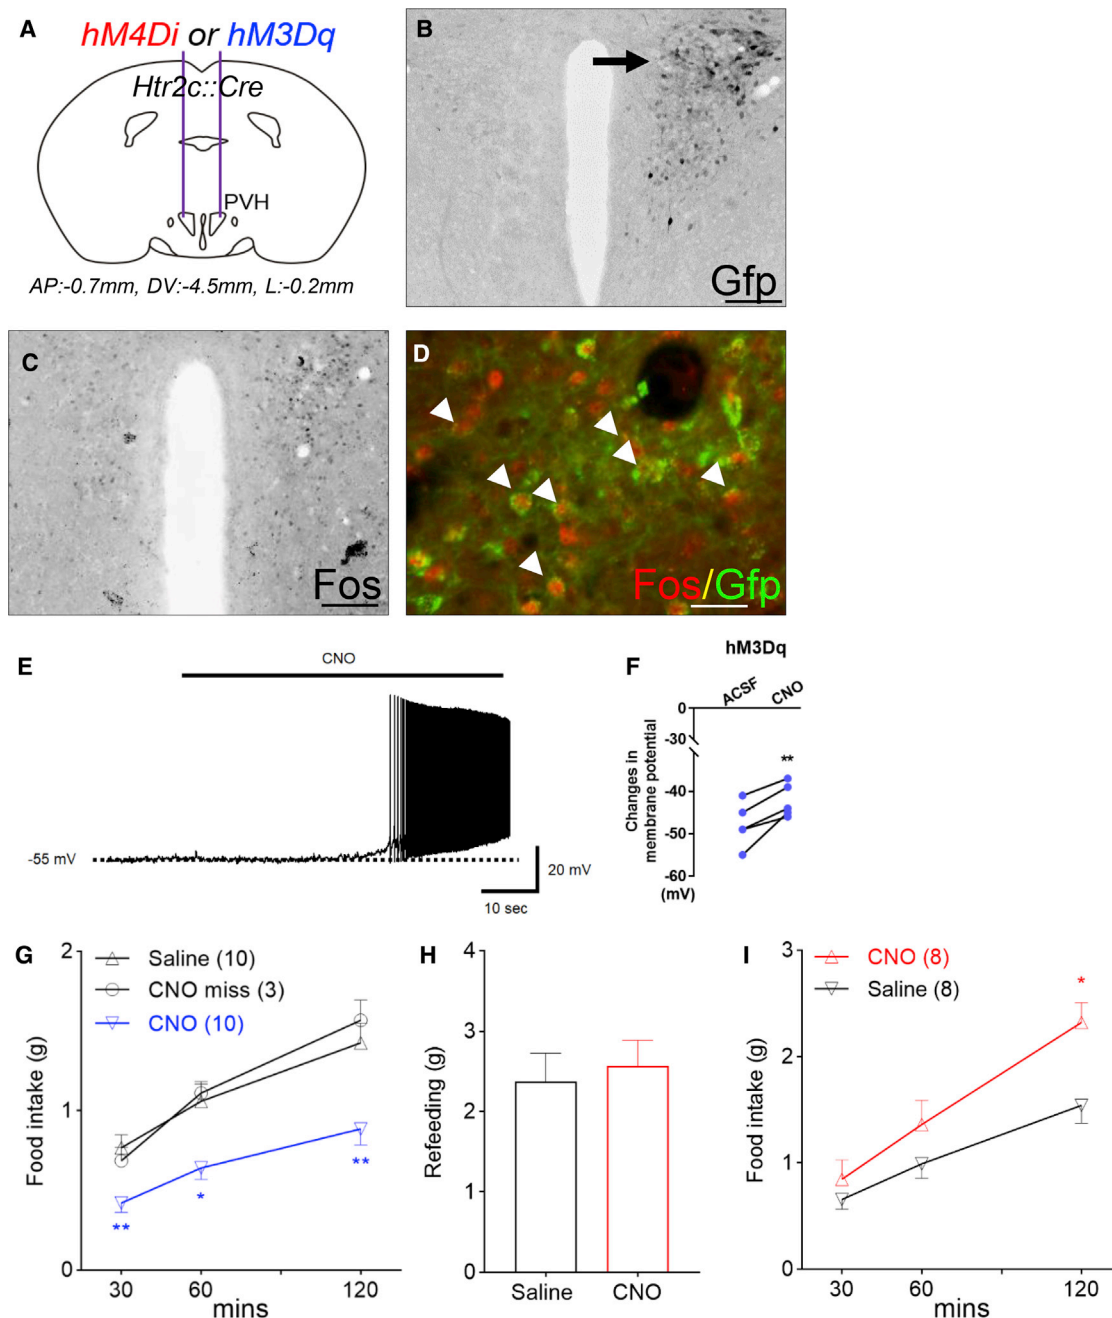 A
hM4Di or hM3Dq
Htr2c::Cre
PVH
AP:-0.7mm, DV:-4.5mm, L:-0.2mm
B
Gfp
C
Fos
D
Fos/Gfp
E
CNO
-55 mV
20 mV
10 sec
F
hM3Dq
ACSF
CNO
0
-30
-40
-50
-60
(mV)
Changes in
membrane potential
**
G
Saline (10)
CNO miss (3)
CNO (10)
2
1
0
Food intake (g)
**
*
**
30
60
120
mins
H
4
3
2
1
0
Refeeding (g)
Saline
CNO
I
CNO (8)
Saline (8)
3
2
1
0
Food intake (g)
*
30
60
120
mins